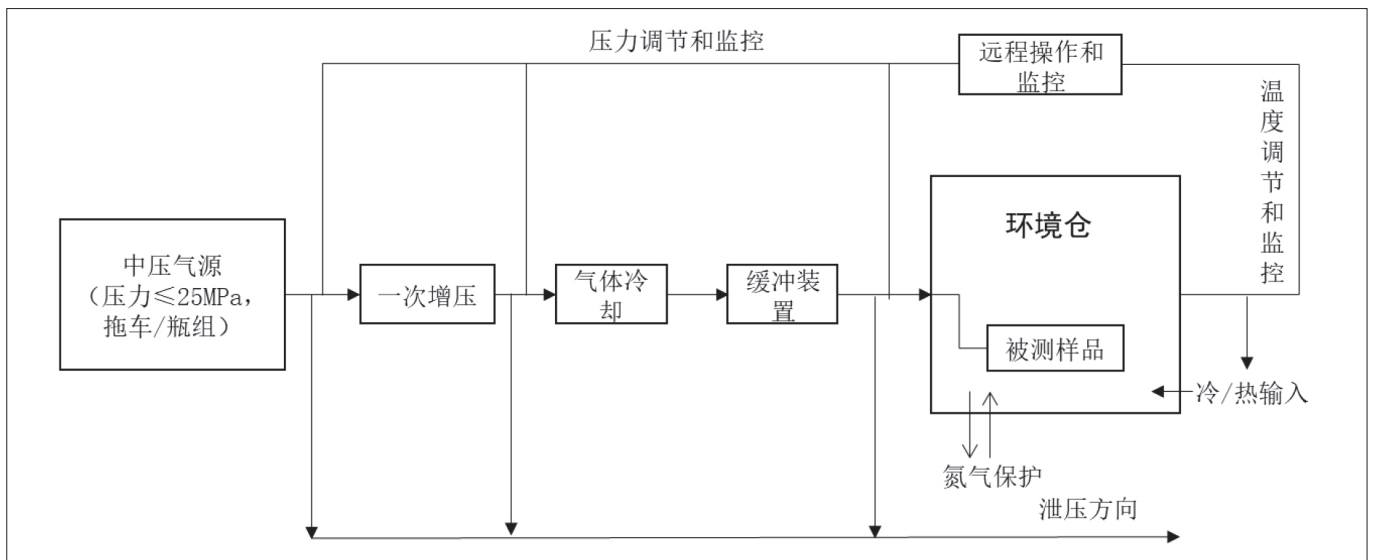 压力调节和监控
远程操作和
监控
温度调节和监控
环境仓
中压气源
（压力≤25MPa，
拖车/瓶组）
一次增压
气体冷
却
缓冲装
置
被测样品
冷/热输入
氮气保护
泄压方向